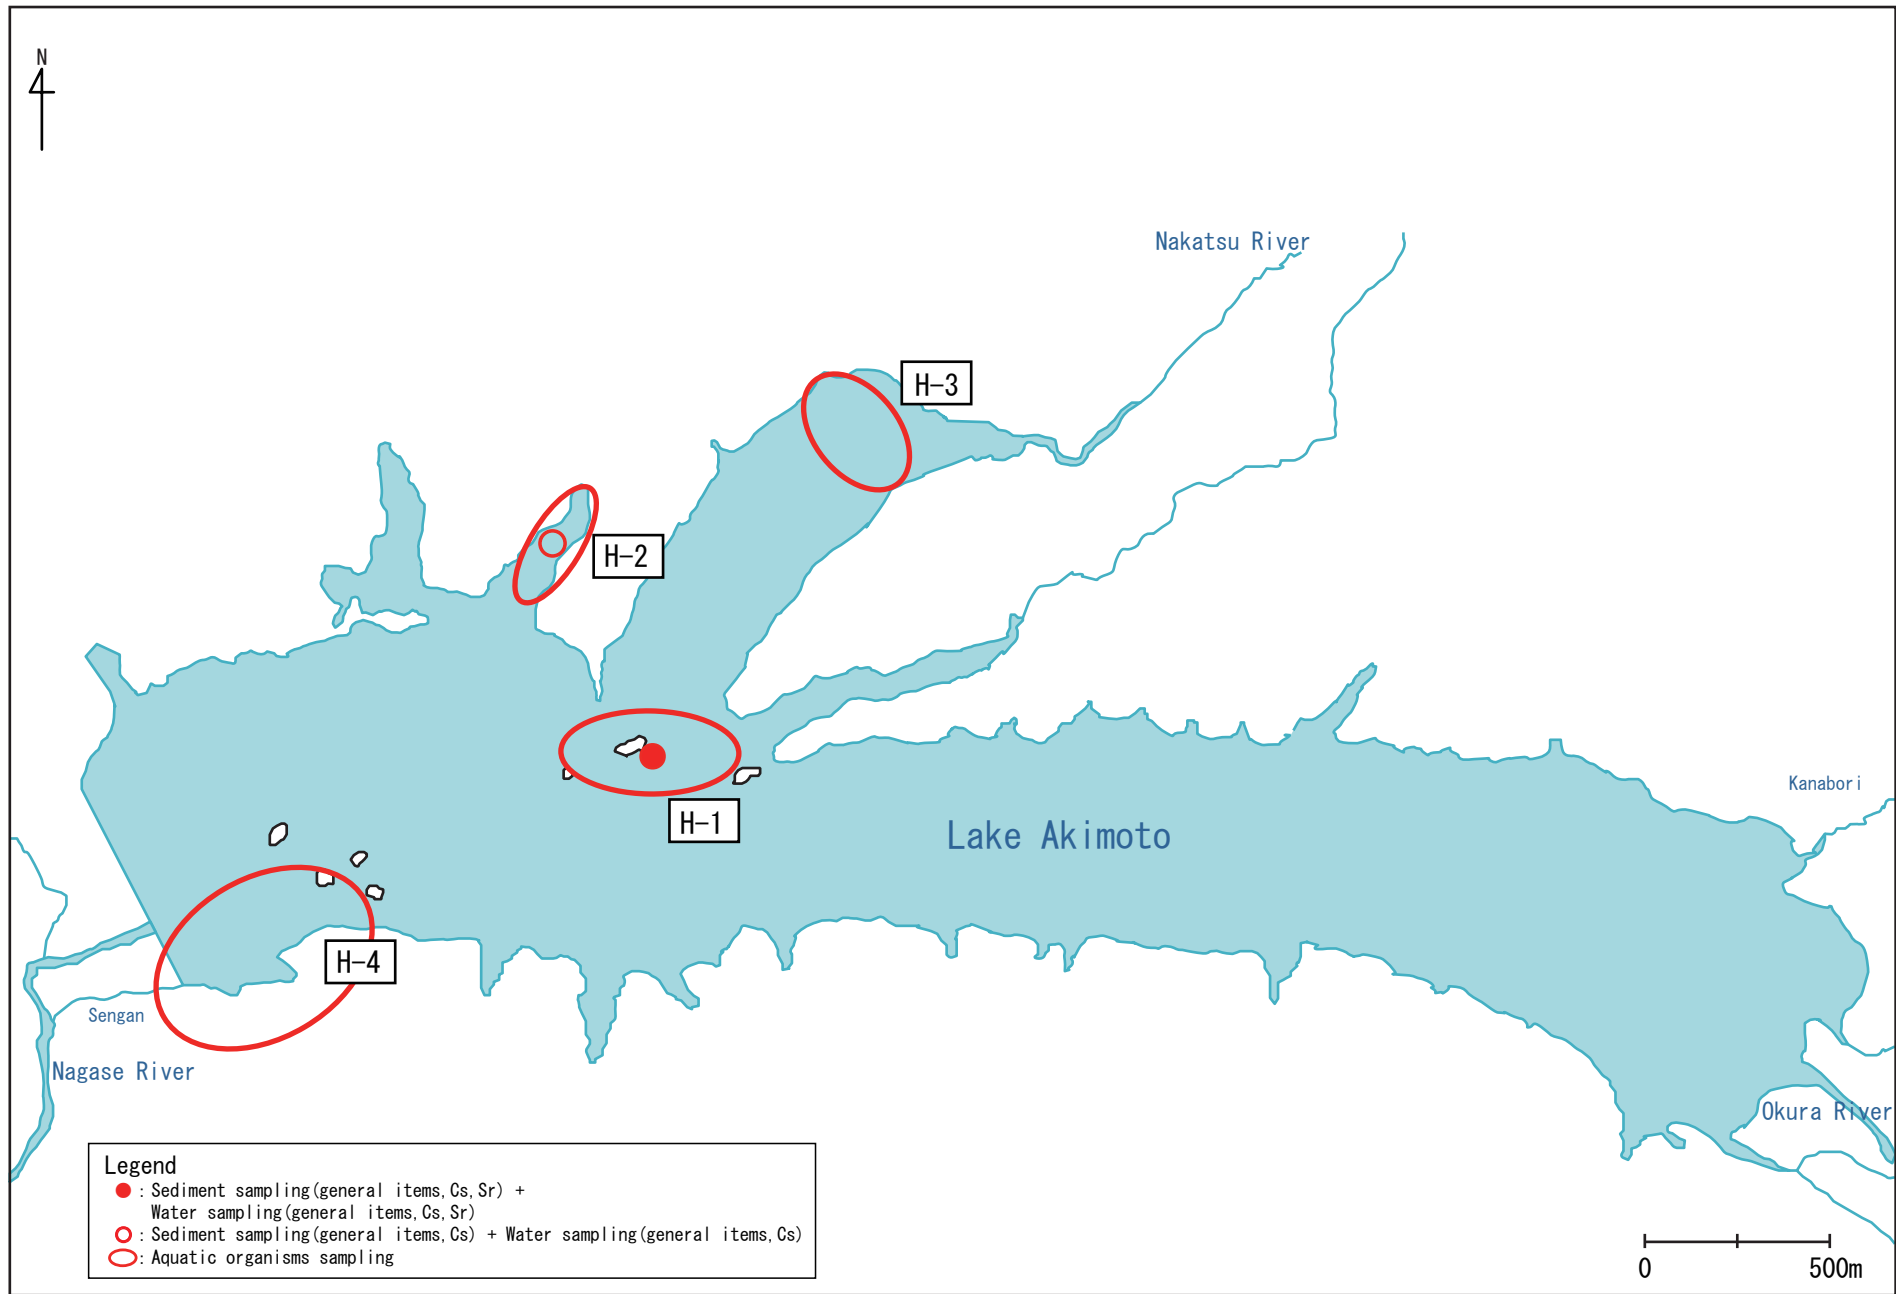 N
Nakatsu River
H-3
H-2
Kanabori
H-1
Lake Akimoto
H-4
Sengan
Nagase River
Okura River
Legend
: Sediment sampling(general items,Cs,Sr) +
Water sampling(general items,Cs,Sr)
: Sediment sampling(general items,Cs) + Water sampling(general items,Cs)
: Aquatic organisms sampling
0 500m